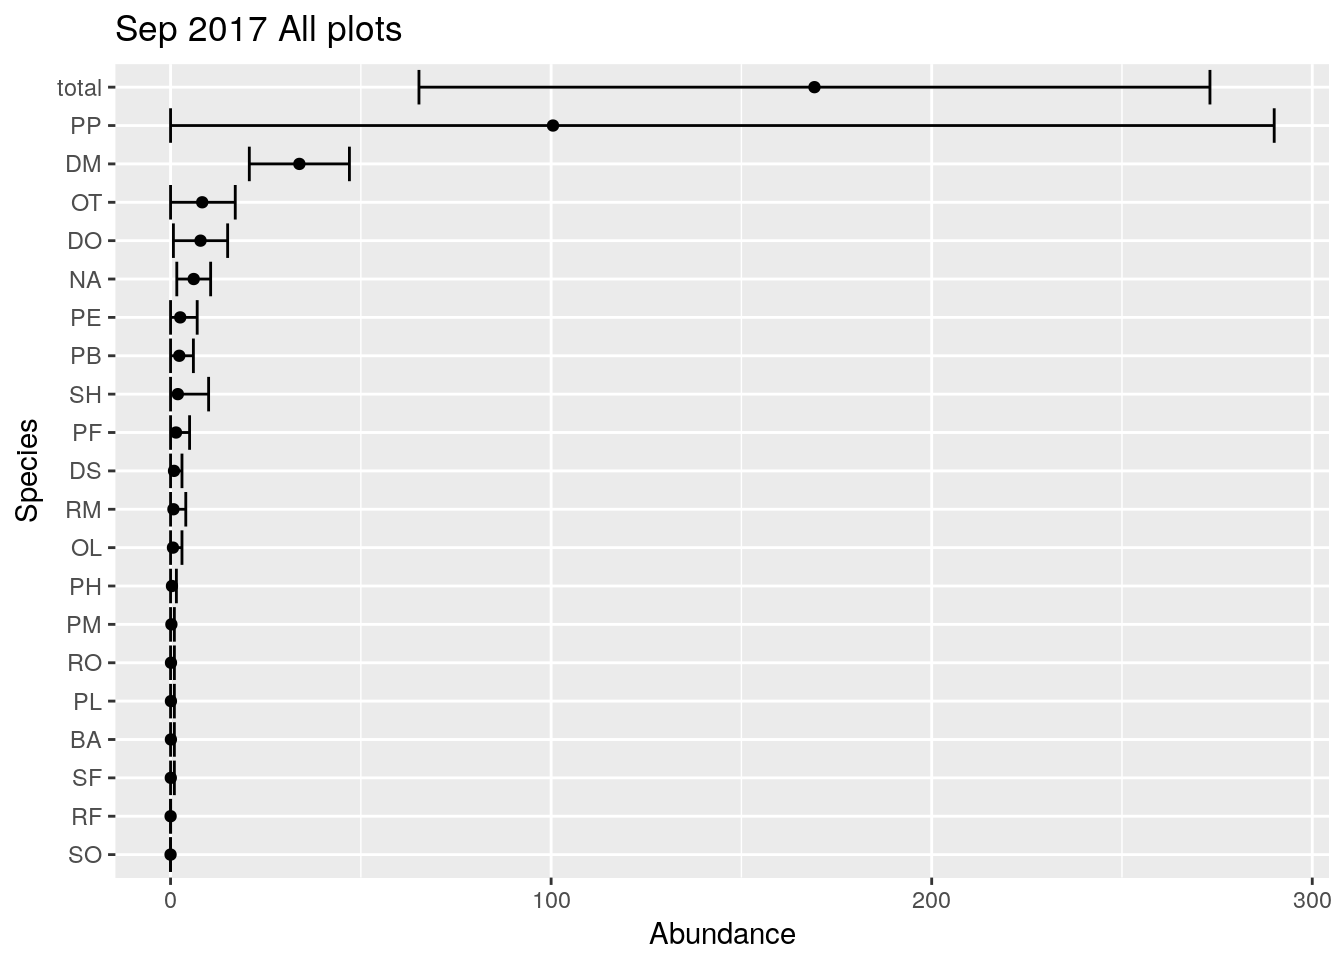 Sep 2017 All plots
total
PP
DM
OT
DO
NA
PE
PB
SH
PF
DS
RM
OL
PH
PM
RO
PL
BA
SF
RF
SO
Species
0 100 200 300
Abundance